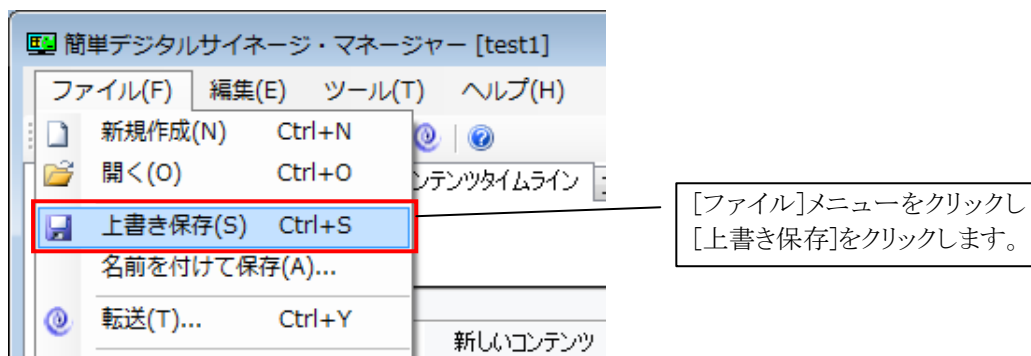 簡単デジタルサイネージ・マネージャー [test1]
ファイル(F) 編集(E) ツール(T) ヘルプ(H)
新規作成(N) Ctrl+N
開く(O) Ctrl+O
ンテンツタイムライン
上書き保存(S) Ctrl+S
名前を付けて保存(A)...
転送(T)... Ctrl+Y
新しいコンテンツ
[ファイル]メニューをクリックし
[上書き保存]をクリックします。